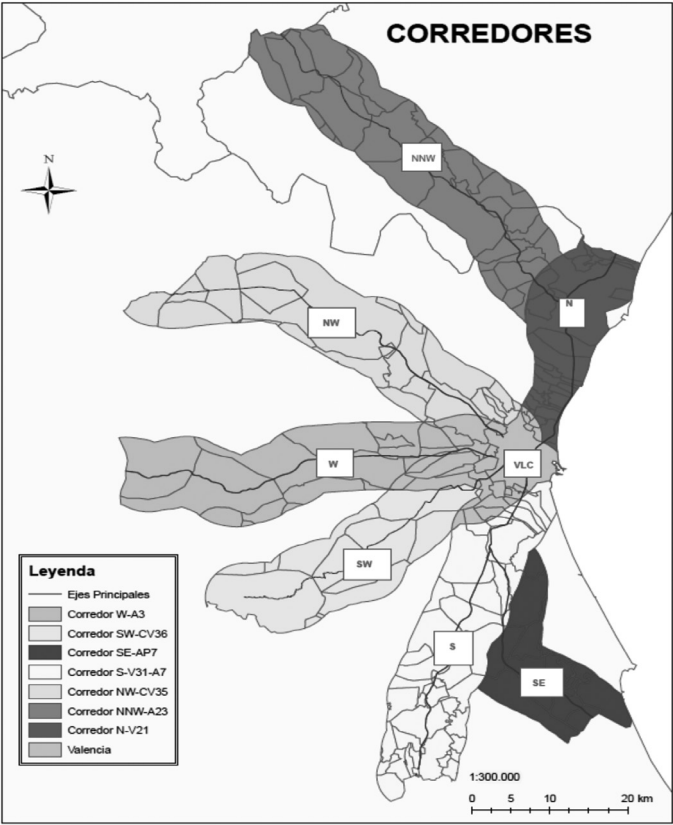 CORREDORES
N
NNW
N
NW
W
VLC
SW
S
SE
Leyenda
Ejes Principales
Corredor W-A3
Corredor SW-CV36
Corredor SE-AP7
Corredor S-V31-A7
Corredor NW-CV35
Corredor NNW-A23
Corredor N-V21
Valencia
1:300.000
0 5 10 20 km